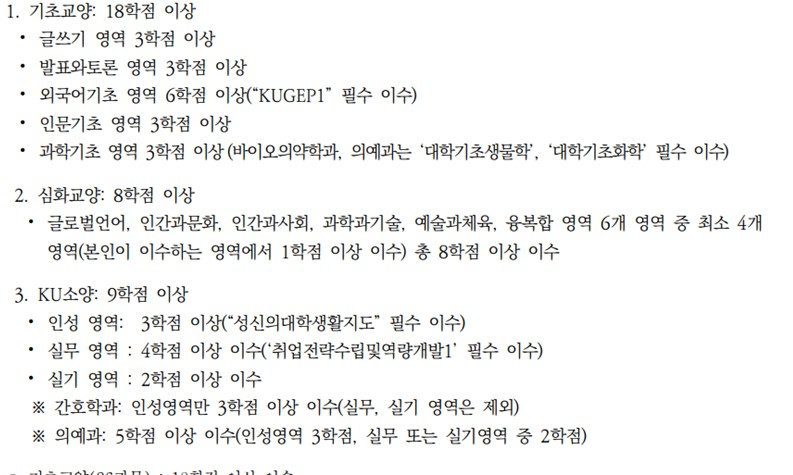 1. 기초교양: 18학점 이상
• 글쓰기 영역 3학점 이상
• 발표와토론 영역 3학점 이상
• 외국어기초 영역 6학점 이상(“KUGEP1” 필수 이수)
• 인문기초 영역 3학점 이상
• 과학기초 영역 3학점 이상(바이오의약학과, 의예과는 ‘대학기초생물학’, ‘대학기초화학’ 필수 이수)
2. 심화교양: 8학점 이상
• 글로벌언어, 인간과문화, 인간과사회, 과학과기술, 예술과체육, 융복합 영역 6개 영역 중 최소 4개
영역(본인이 이수하는 영역에서 1학점 이상 이수) 총 8학점 이상 이수
3. KU소양: 9학점 이상
• 인성 영역: 3학점 이상(“성신의대학생활지도” 필수 이수)
• 실무 영역 : 4학점 이상 이수(‘취업전략수립및역량개발1’ 필수 이수)
• 실기 영역 : 2학점 이상 이수
※ 간호학과: 인성영역만 3학점 이상 이수(실무, 실기 영역은 제외)
※ 의예과: 5학점 이상 이수(인성영역 3학점, 실무 또는 실기영역 중 2학점)